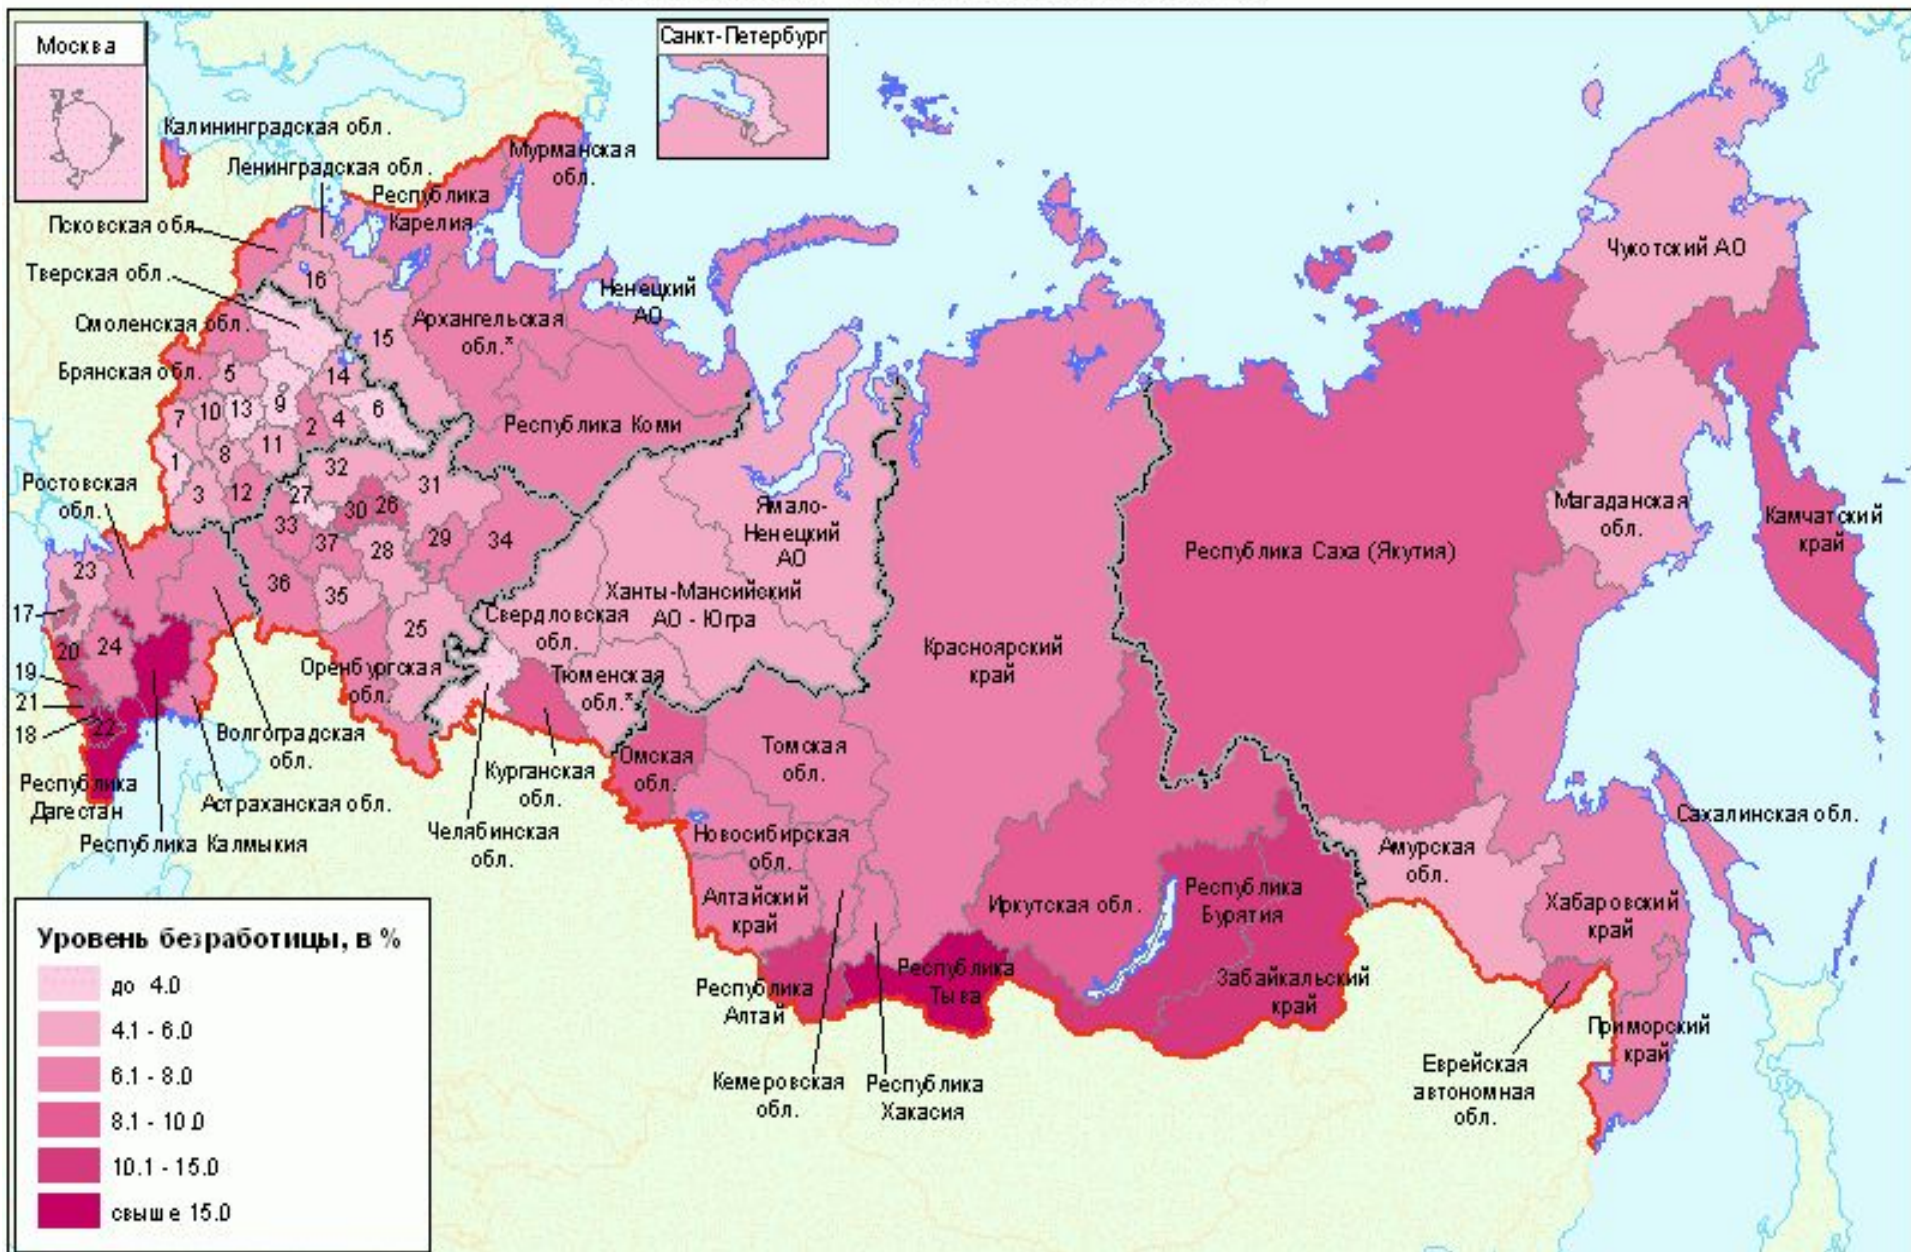 Москва
Санкт-Петербург
Калининградская обл.
Ленинградская обл.
Мурманская
обл.
Республика
Карелия
Псковская обл.
Тверская обл.
Смоленская обл.
Брянская обл.
16
15
14
5
7
10
13
9
2
4
6
11
8
1
3
12
Архангельская
обл.*
Ненецкий
АО
Республика Коми
Чукотский АО
Ростовская
обл.
32
31
27
30
26
33
37
28
29
34
36
35
25
23
17
20
24
19
21
18
22
Ямало-
Ненецкий
АО
Ханты-Мансийский
АО - Югра
Свердловская
обл.
Тюменская
обл.*
Оренбургская
обл.
Красноярский
край
Республика Саха (Якутия)
Магаданская
обл.
Камчатский
край
Волгоградская
обл.
Астраханская обл.
Республика
Дагестан
Республика Калмыкия
Челябинская
обл.
Курганская
обл.
Омская
обл.
Томская
обл.
Новосибирская
обл.
Алтайский
край
Республика
Алтай
Кемеровская
обл.
Республика
Хакасия
Республика
Тыва
Иркутская обл.
Республика
Бурятия
Забайкальский
край
Амурская
обл.
Хабаровский
край
Сахалинская обл.
Приморский
край
Еврейская
автономная
обл.
Уровень безработицы, в %
до 4.0
4.1 - 6.0
6.1 - 8.0
8.1 - 10.0
10.1 - 15.0
свыше 15.0